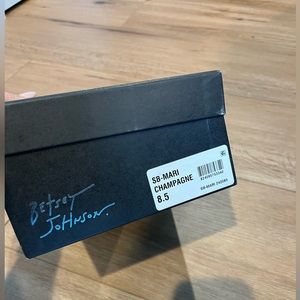 BETSEY
JOHNSON.
SB-MARI
CHAMPAGNE
8.5